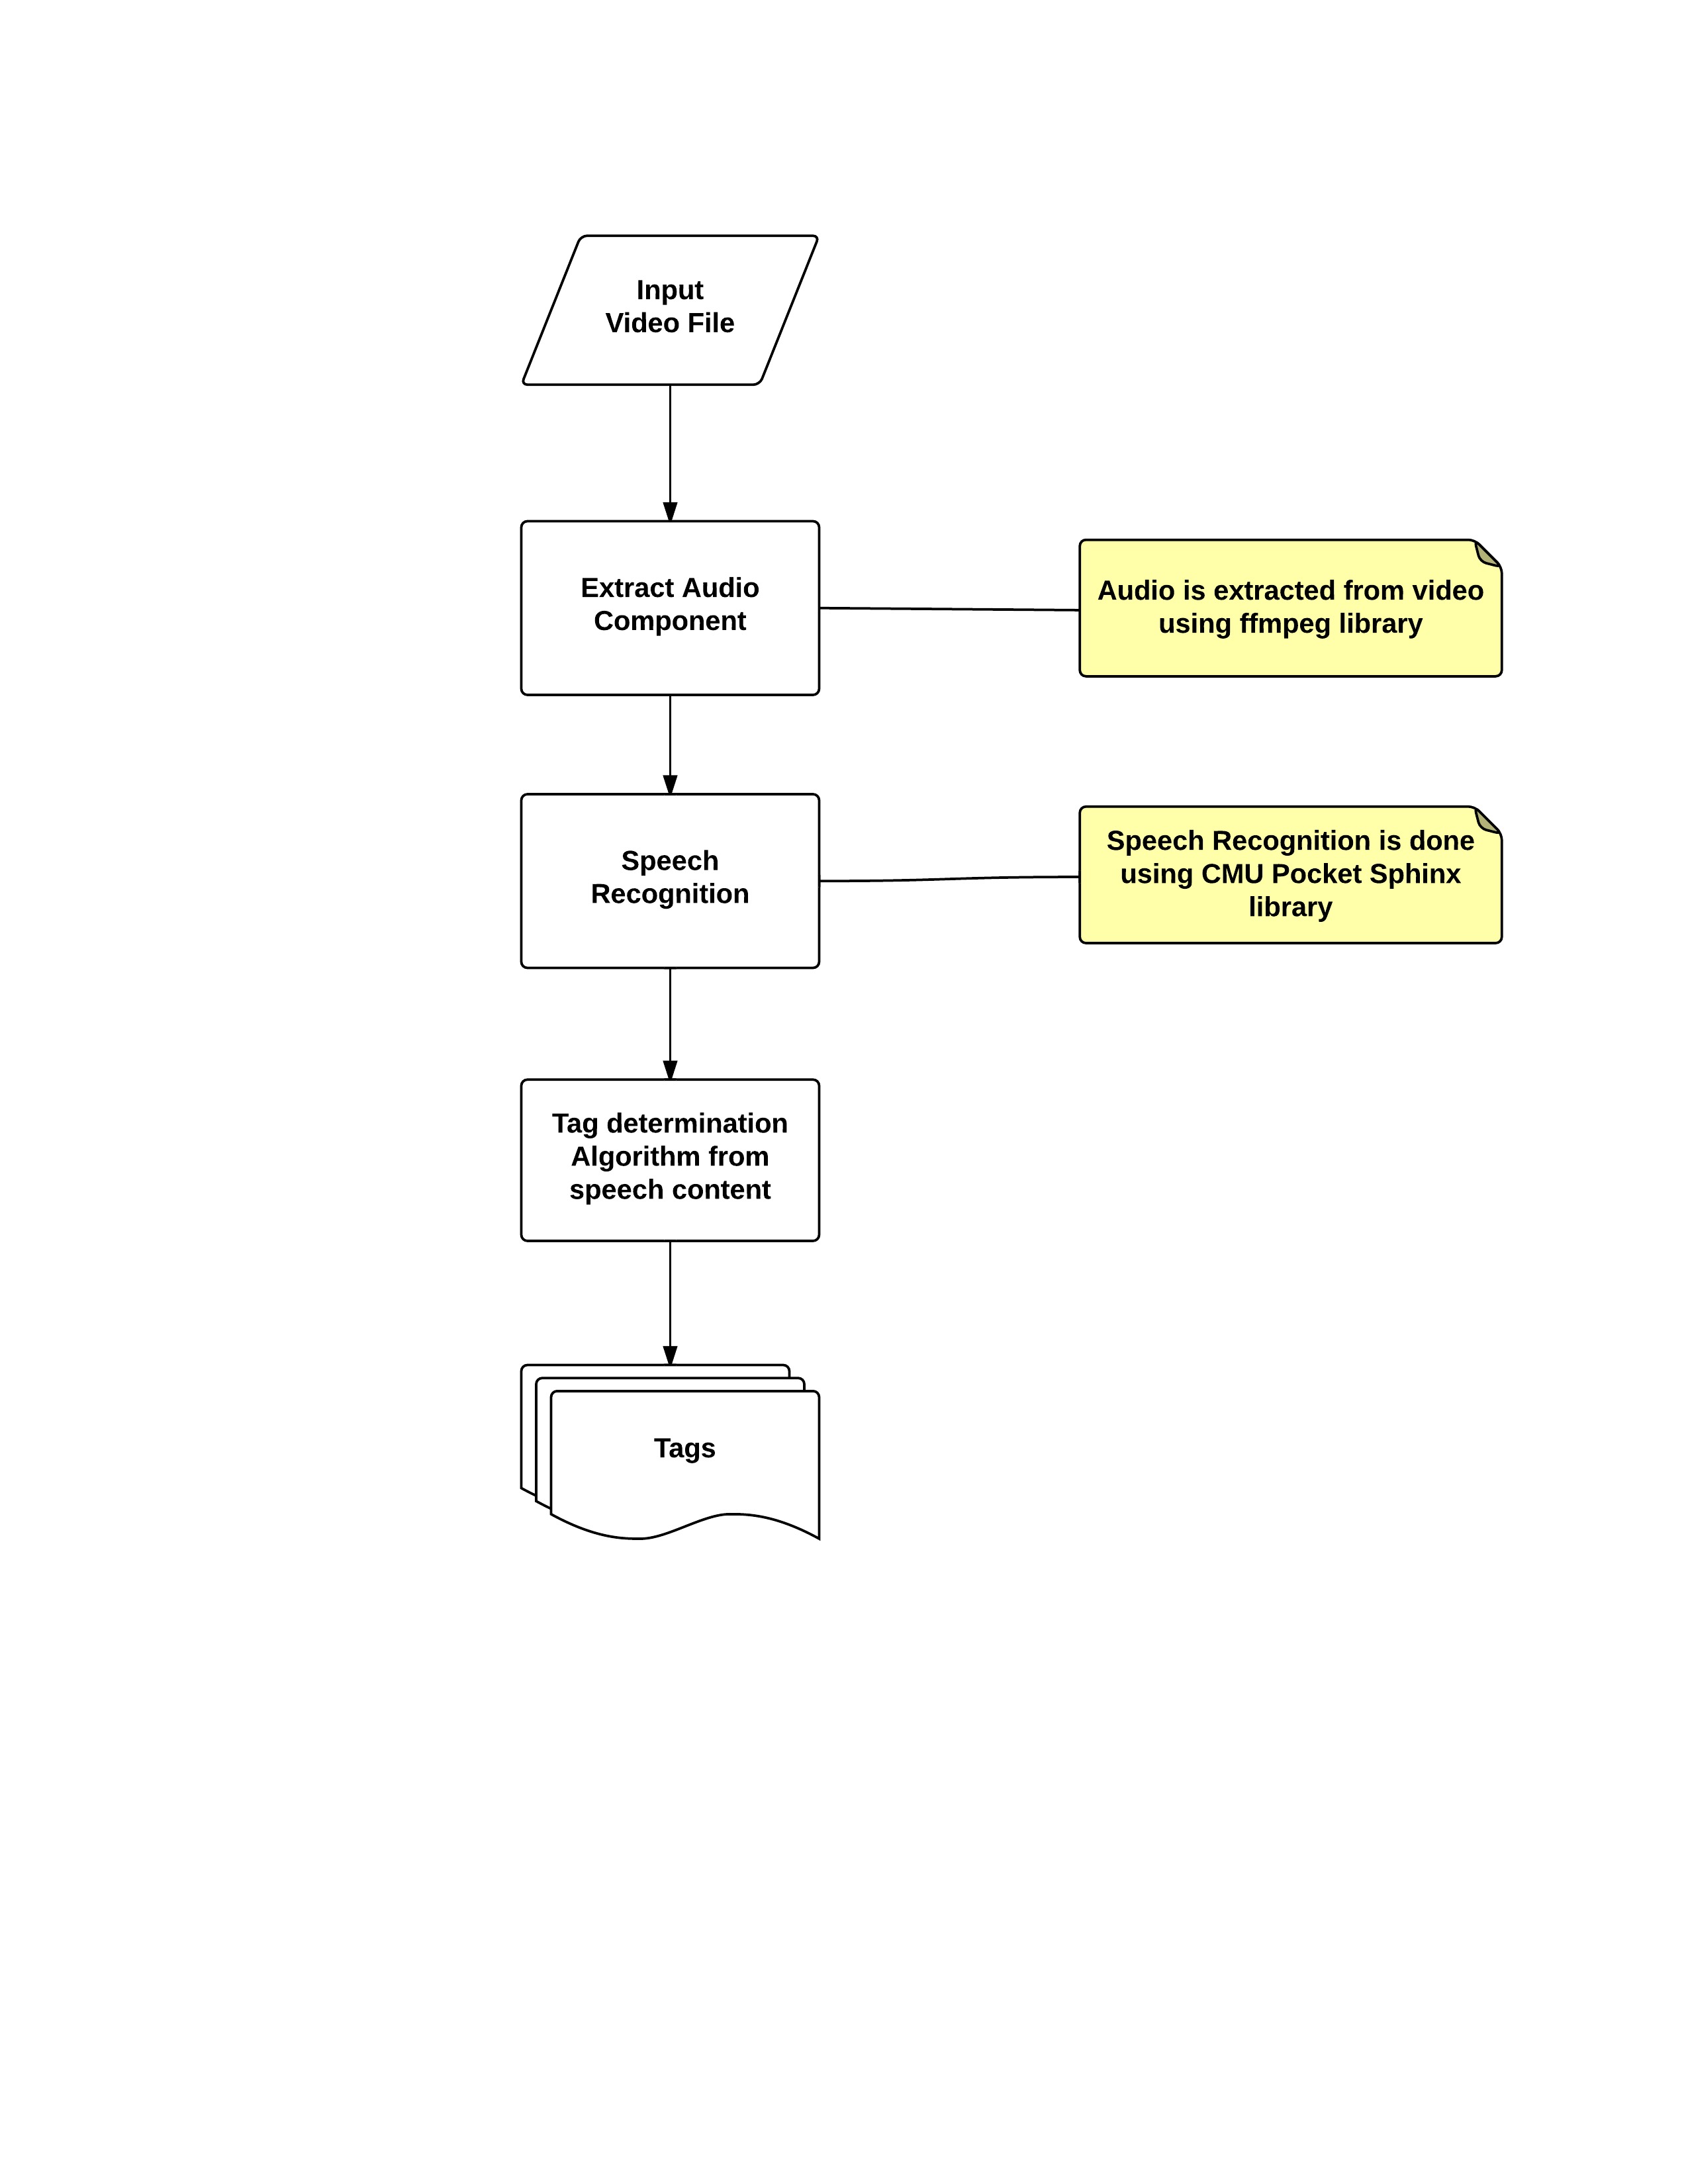 Input
Video File
Extract Audio
Component
Audio is extracted from video
using ffmpeg library
Speech
Recognition
Speech Recognition is done
using CMU Pocket Sphinx
library
Tag determination
Algorithm from
speech content
Tags